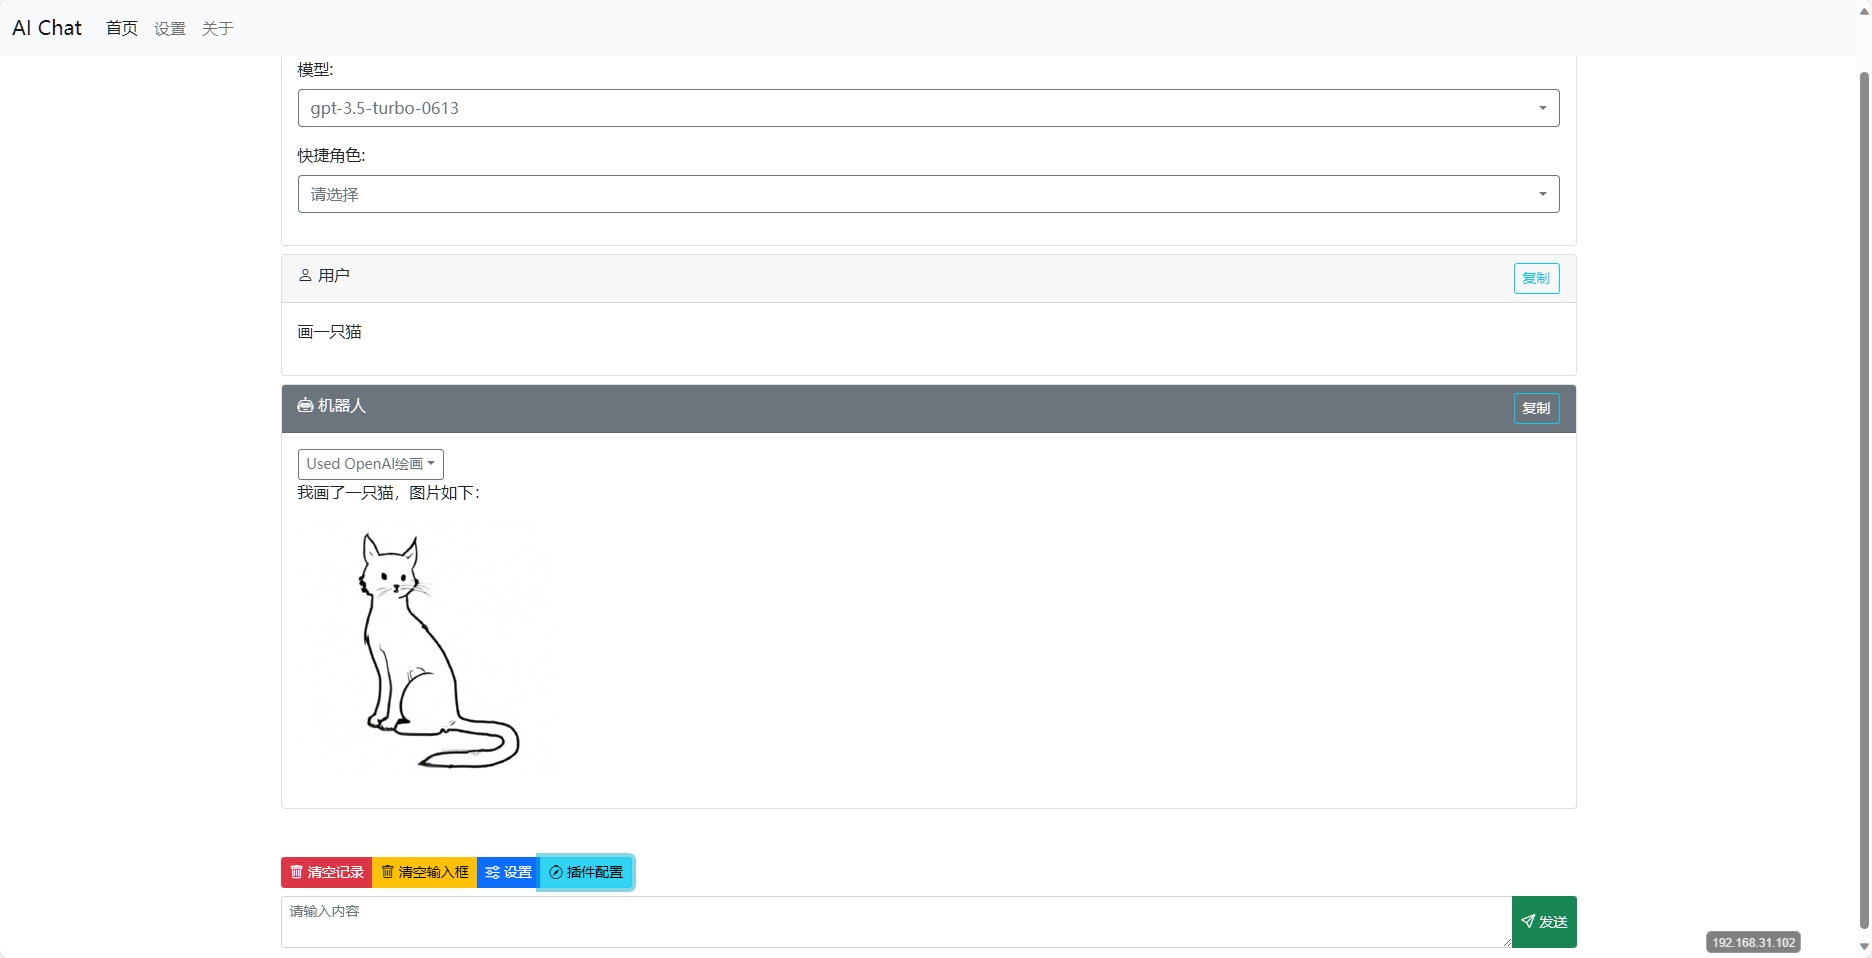 AI Chat 首页 设置 关于
模型:
gpt-3.5-turbo-0613
快捷角色:
请选择
用户 复制
画一只猫
机器人 复制
Used OpenAI绘画
我画了一只猫，图片如下：
清空记录 清空输入框 设置 插件配置
请输入内容
发送
192.168.31.102